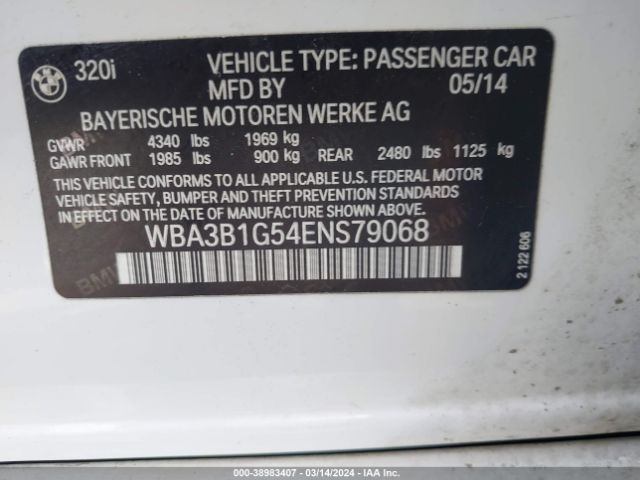 BMW
320i
VEHICLE TYPE: PASSENGER CAR
MFD BY 05/14
BAYERISCHE MOTOREN WERKE AG
GVWR 4340 lbs 1969 kg
GAWR FRONT 1985 lbs 900 kg REAR 2480 lbs 1125 kg
THIS VEHICLE CONFORMS TO ALL APPLICABLE U.S. FEDERAL MOTOR
VEHICLE SAFETY, BUMPER AND THEFT PREVENTION STANDARDS
IN EFFECT ON THE DATE OF MANUFACTURE SHOWN ABOVE.
WBA3B1G54ENS79068
2 122 606
000-38983407 • 03/14/2024 • IAA Inc.